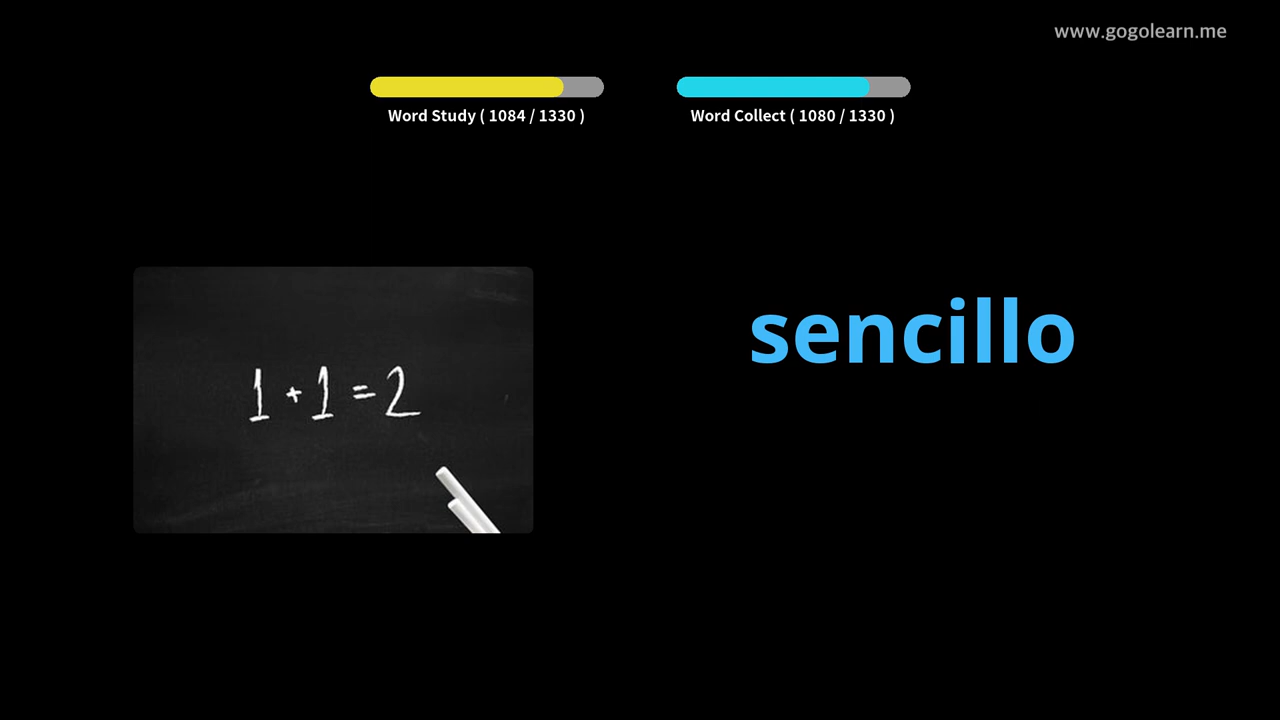 www.gogolearn.me
Word Study ( 1084 / 1330 )
Word Collect ( 1080 / 1330 )
sencillo
1 + 1 = 2